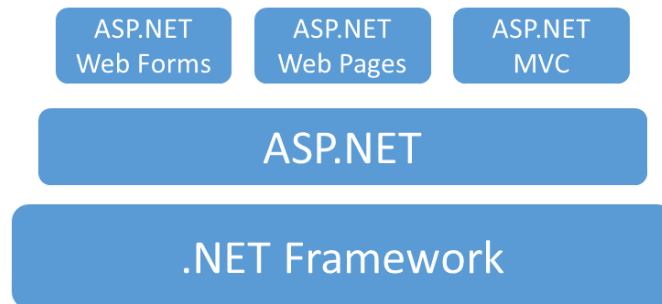 ASP.NET
Web Forms
ASP.NET
Web Pages
ASP.NET
MVC
ASP.NET
.NET Framework